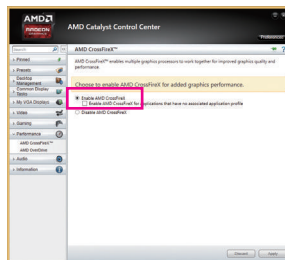 AMD
RADEON
GRAPHICS
AMD Catalyst Control Center
Preferences
Search
Pinned
Presets
Desktop
Management
Common Display
Tasks
My VGA Displays
Video
Gaming
Performance
AMD CrossFireX™
AMD OverDrive
Audio
Information
AMD CrossFireX™
AMD CrossFireX™ enables multiple graphics processors to work together for improved graphics quality and
performance.
Choose to enable AMD CrossFireX for added graphics performance.
Enable AMD CrossFireX
Enable AMD CrossFireX for applications that have no associated application profile
Disable AMD CrossFireX
Discard
Apply